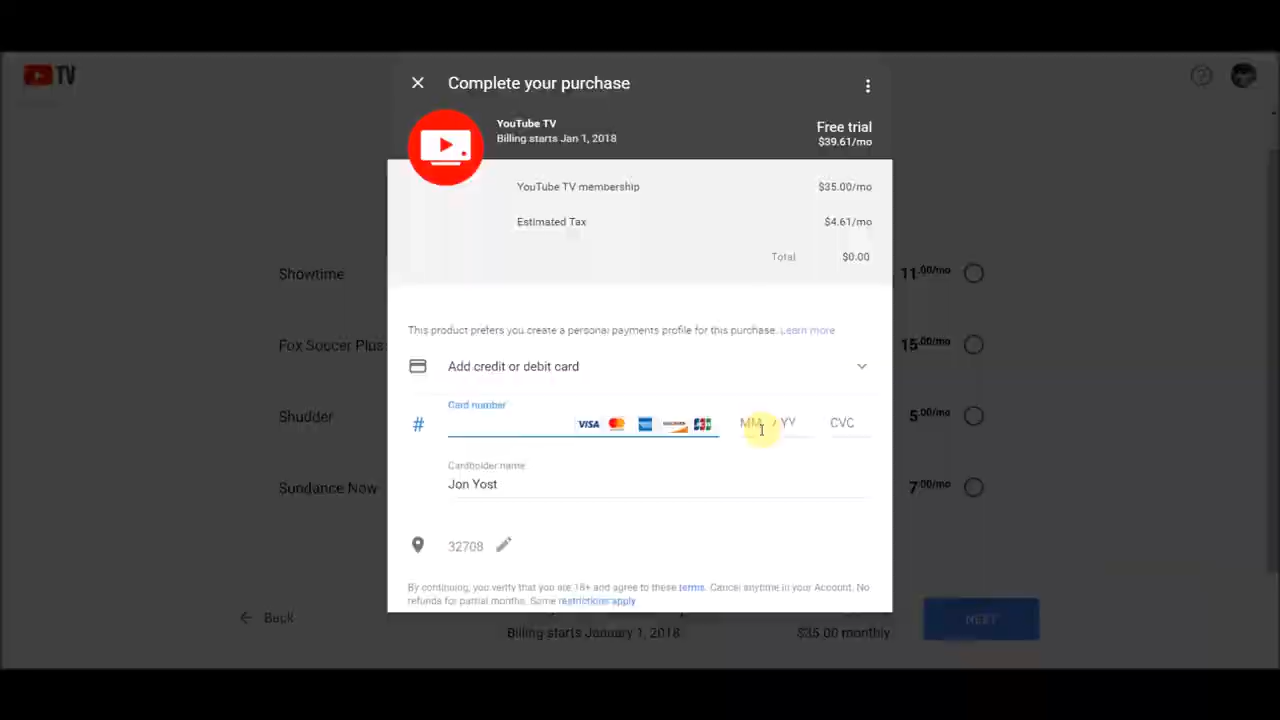 TV
Complete your purchase
YouTube TV
Billing starts Jan 1, 2018
Free trial
$39.61/mo
YouTube TV membership
$35.00/mo
Estimated Tax
$4.61/mo
Total
$0.00
Showtime
11.00/mo
This product prefers you create a personal payments profile for this purchase. Learn more
Fox Soccer Plus
15.00/mo
Add credit or debit card
Card number
# VISA MM / YY CVC
Shudder
5.00/mo
Cardholder name
Jon Yost
Sundance Now
7.00/mo
32708
By continuing, you verify that you are 18+ and agree to these terms. Cancel anytime in your Account. No
refunds for partial months. Some restrictions apply
Back
Billing starts January 1, 2018
$35.00 monthly
NEXT